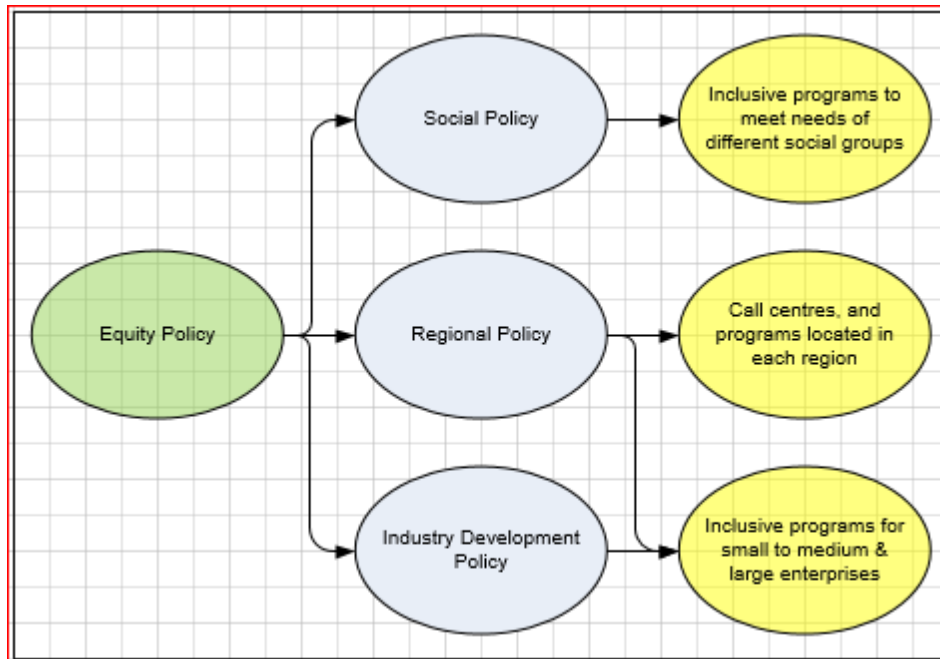 Social Policy
Inclusive programs to
meet needs of
different social groups
Equity Policy
Regional Policy
Call centres, and
programs located in
each region
Industry Development
Policy
Inclusive programs for
small to medium &
large enterprises